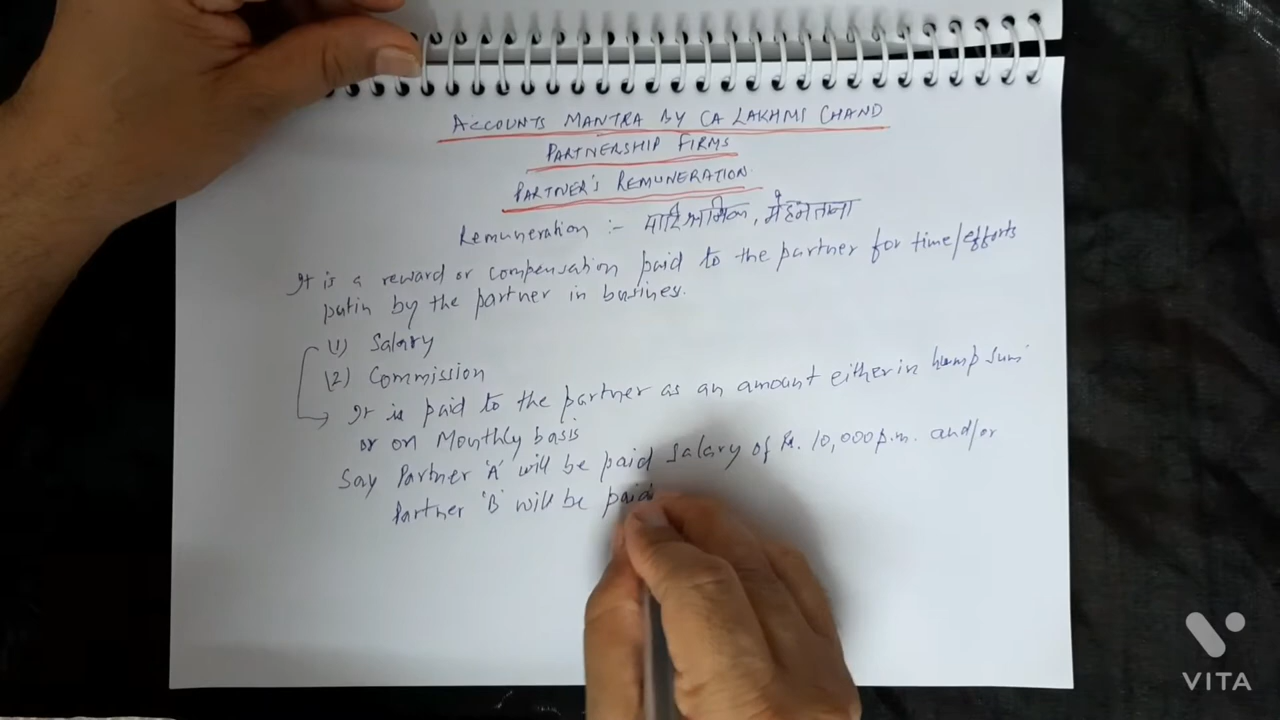 ACCOUNTS MANTRA BY CA LAKHMI CHAND
PARTNERSHIP FIRMS
PARTNER'S REMUNERATION
Remuneration :- पारिश्रमिक, मेहनताना
It is a reward or compensation paid to the partner for time/efforts
putin by the partner in busines.
(1) Salary
(2) Commission
It is paid to the partner as an amount either in lump sum
or on Monthly basis
Say Partner 'A' will be paid salary of Rs. 10,000 p.m. and/or
Partner 'B' will be paid
VITA